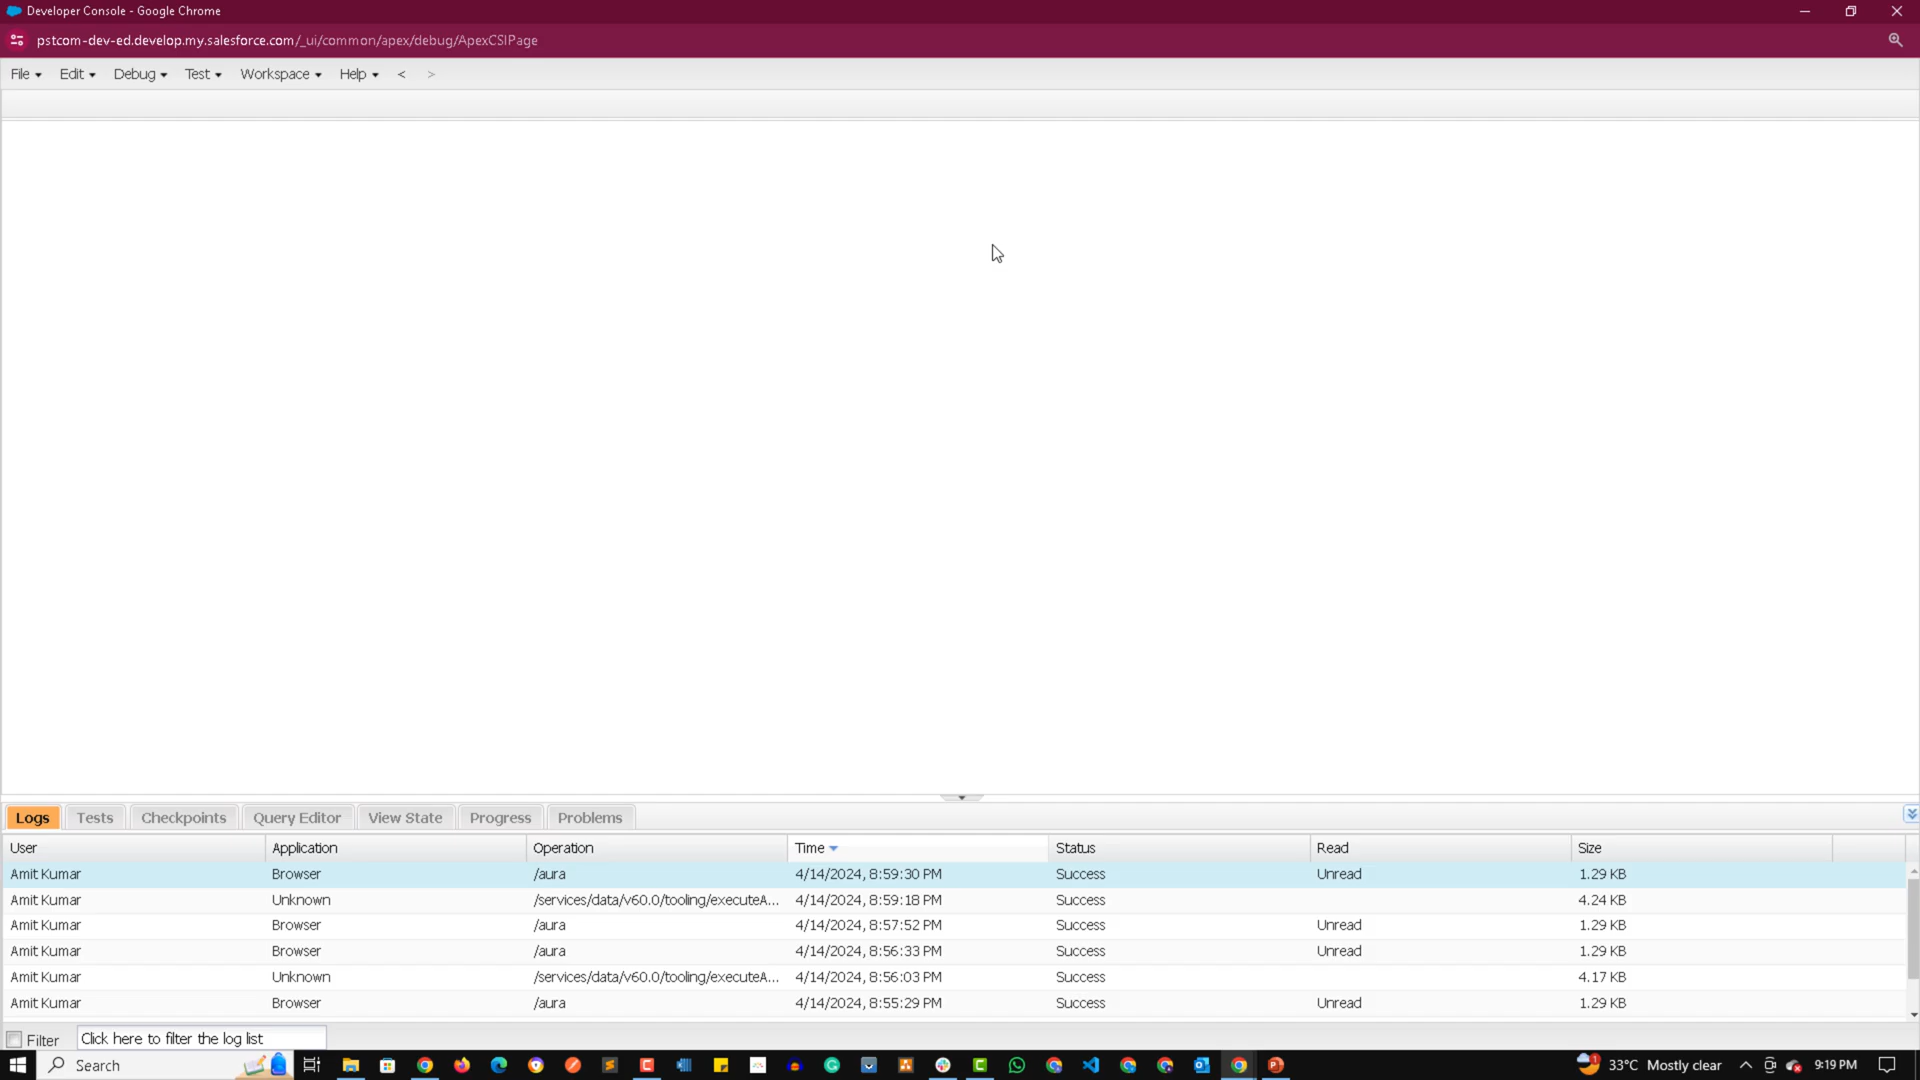 Developer Console - Google Chrome
pstcom-dev-ed.develop.my.salesforce.com/_ui/common/apex/debug/ApexCSIPage
File Edit Debug Test Workspace Help < >
Logs Tests Checkpoints Query Editor View State Progress Problems
User Application Operation Time Status Read Size
Amit Kumar Browser /aura 4/14/2024, 8:59:30 PM Success Unread 1.29 KB
Amit Kumar Unknown /services/data/v60.0/tooling/executeA... 4/14/2024, 8:59:18 PM Success 4.24 KB
Amit Kumar Browser /aura 4/14/2024, 8:57:52 PM Success Unread 1.29 KB
Amit Kumar Browser /aura 4/14/2024, 8:56:33 PM Success Unread 1.29 KB
Amit Kumar Unknown /services/data/v60.0/tooling/executeA... 4/14/2024, 8:56:03 PM Success 4.17 KB
Amit Kumar Browser /aura 4/14/2024, 8:55:29 PM Success Unread 1.29 KB
Filter Click here to filter the log list
Search 33°C Mostly clear 9:19 PM